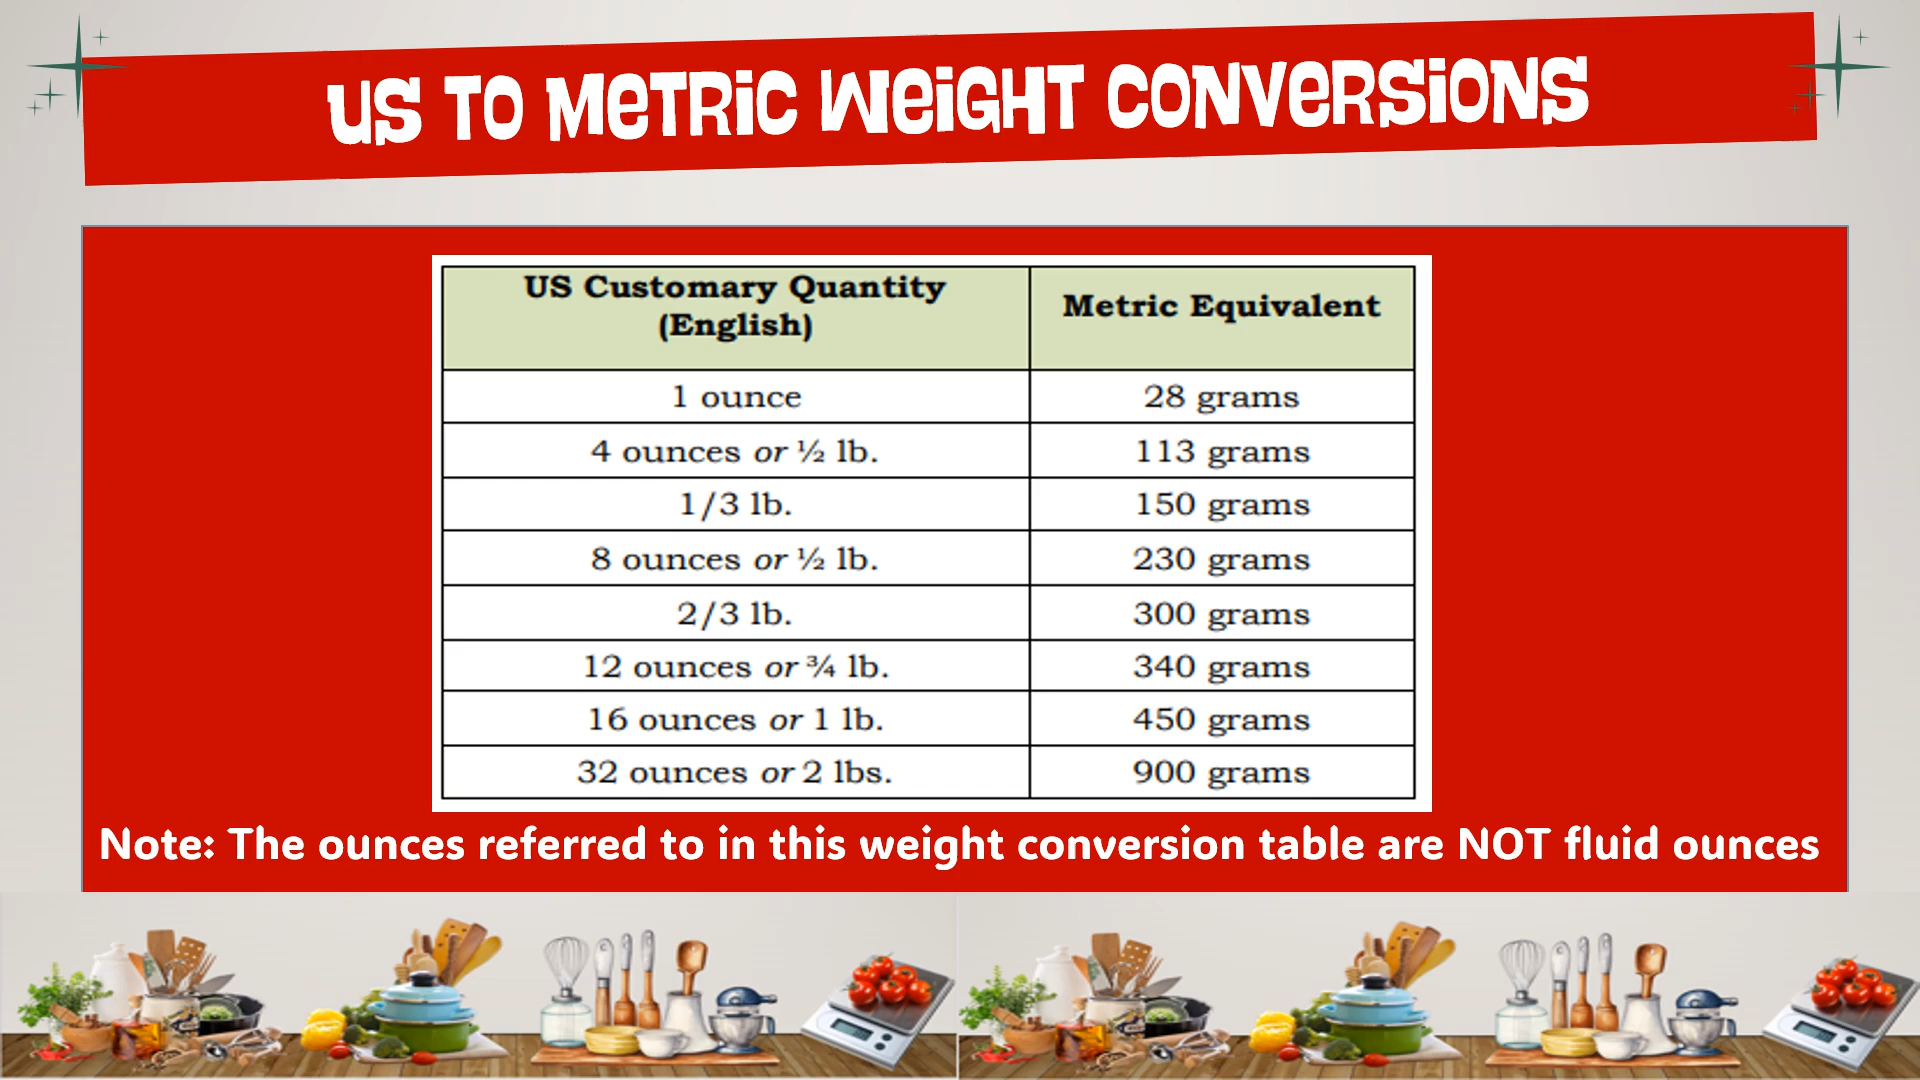 US TO METRIC WEIGHT CONVERSIONS
US Customary Quantity (English) Metric Equivalent
1 ounce 28 grams
4 ounces or ½ lb. 113 grams
1/3 lb. 150 grams
8 ounces or ½ lb. 230 grams
2/3 lb. 300 grams
12 ounces or ¾ lb. 340 grams
16 ounces or 1 lb. 450 grams
32 ounces or 2 lbs. 900 grams
Note: The ounces referred to in this weight conversion table are NOT fluid ounces